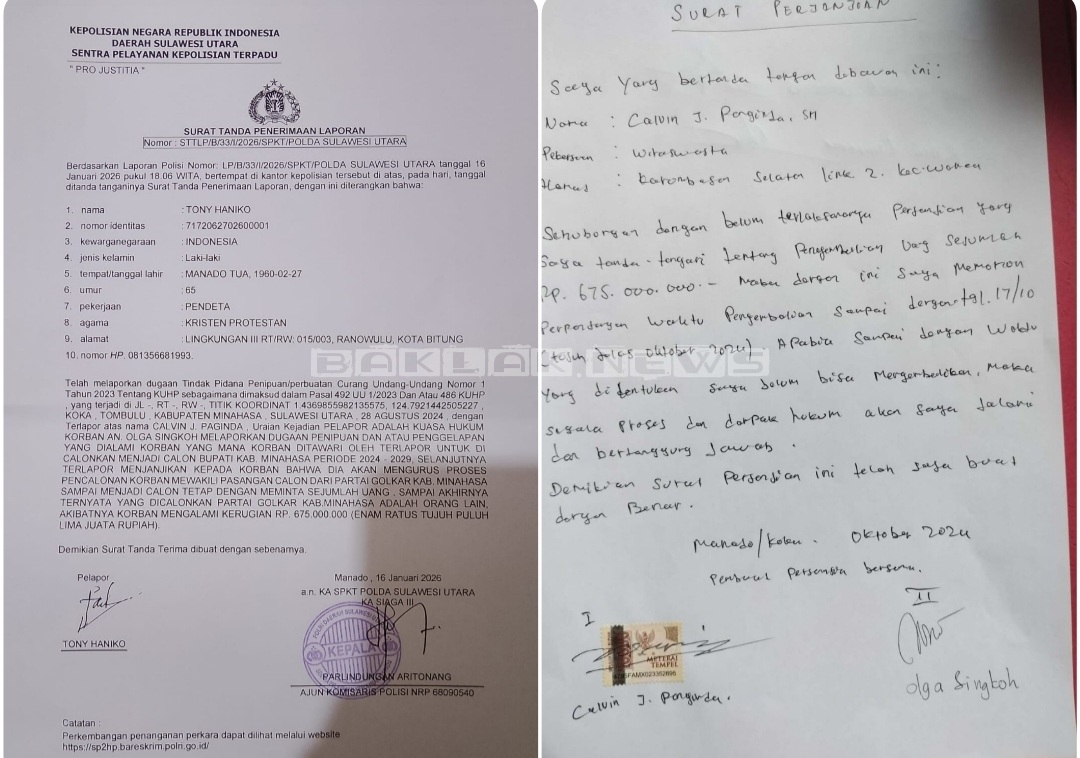 KEPOLISIAN NEGARA REPUBLIK INDONESIA
DAERAH SULAWESI UTARA
SENTRA PELAYANAN KEPOLISIAN TERPADU
" PRO JUSTITIA "
SURAT TANDA PENERIMAAN LAPORAN
Nomor : STTLP/B/33/I/2026/SPKT/POLDA SULAWESI UTARA
Berdasarkan Laporan Polisi Nomor: LP/B/33/I/2026/SPKT/POLDA SULAWESI UTARA tanggal 16
Januari 2026 pukul 18.06 WITA, bertempat di kantor kepolisian tersebut di atas, pada hari, tanggal
ditanda tanganinya Surat Tanda Penerimaan Laporan, dengan ini diterangkan bahwa:
1. nama : TONY HANIKO
2. nomor identitas : 7172062702600001
3. kewarganegaraan : INDONESIA
4. jenis kelamin : Laki-laki
5. tempat/tanggal lahir : MANADO TUA, 1960-02-27
6. umur : 65
7. pekerjaan : PENDETA
8. agama : KRISTEN PROTESTAN
9. alamat : LINGKUNGAN III RT/RW: 015/003, RANOWULU, KOTA BITUNG
10. nomor HP. 081356681993.
Telah melaporkan dugaan Tindak Pidana Penipuan/perbuatan Curang Undang-Undang Nomor 1
Tahun 2023 Tentang KUHP sebagaimana dimaksud dalam Pasal 492 UU 1/2023 Dan Atau 486 KUHP
, yang terjadi di JL -, RT -, RW -, TITIK KOORDINAT 1.4369855982135575, 124.7921442505227 ,
KOKA , TOMBULU , KABUPATEN MINAHASA , SULAWESI UTARA , 28 AGUSTUS 2024 , dengan
Terlapor atas nama CALVIN J. PAGINDA , Uraian Kejadian PELAPOR ADALAH KUASA HUKUM
KORBAN AN. OLGA SINGKOH MELAPORKAN DUGAAN PENIPUAN DAN ATAU PENGGELAPAN
YANG DIALAMI KORBAN YANG MANA KORBAN DITAWARI OLEH TERLAPOR UNTUK DI
CALONKAN MENJADI CALON BUPATI KAB. MINAHASA PERIODE 2024 - 2029, SELANJUTNYA
TERLAPOR MENJANJIKAN KEPADA KORBAN BAHWA DIA AKAN MENGURUS PROSES
PENCALONAN KORBAN MEWAKILI PASANGAN CALON DARI PARTAI GOLKAR KAB. MINAHASA
SAMPAI MENJADI CALON TETAP DENGAN MEMINTA SEJUMLAH UANG , SAMPAI AKHIRNYA
TERNYATA YANG DICALONKAN PARTAI GOLKAR KAB.MINAHASA ADALAH ORANG LAIN,
AKIBATNYA KORBAN MENGALAMI KERUGIAN RP. 675.000.000 (ENAM RATUS TUJUH PULUH
LIMA JUATA RUPIAH).
Demikian Surat Tanda Terima dibuat dengan sebenarnya.
Pelapor
TONY HANIKO
Manado , 16 Januari 2026
a.n. KA SPKT POLDA SULAWESI UTARA
KA SIAGA III
KEPALA
PARLINDUNGAN ARITONANG
AJUN KOMISARIS POLISI NRP 68090540
Catatan :
Perkembangan penanganan perkara dapat dilihat melalui website
https://sp2hp.bareskrim.polri.go.id/
BAKLAK.NEWS
SURAT PERJANJIAN
Saya Yang bertanda tangan dibawah ini:
Nama : Calvin J. Paginda, SH
Pekerjaan : Wiraswasta
Alamat : Karombasan Selatan link 2. kec. wanea
Sehubungan dengan belum terlaksananya Perjanjian yang
Saya tanda-tangani tentang Pengembalian Uang sejumlah
Rp. 675.000.000.- Maka dengan ini saya Memohon
Perpanjangan Waktu Pengembalian Sampai dengan tgl. 17/10
(tujuh belas Oktober 2024) Apabila Sampai dengan Waktu
yang di tentukan saya belum bisa Mengembalikan, Maka
segala Proses dan dampak hukum akan saya Jalani
dan bertanggung Jawab.
Demikian Surat Perjanjian ini telah saya buat
dengan Benar.
Manado/Koka. Oktober 2024
Pembuat Perjanjian bersama.
I
METERAI
TEMPEL
Calvin J. Paginda.
II
Olga Singkoh